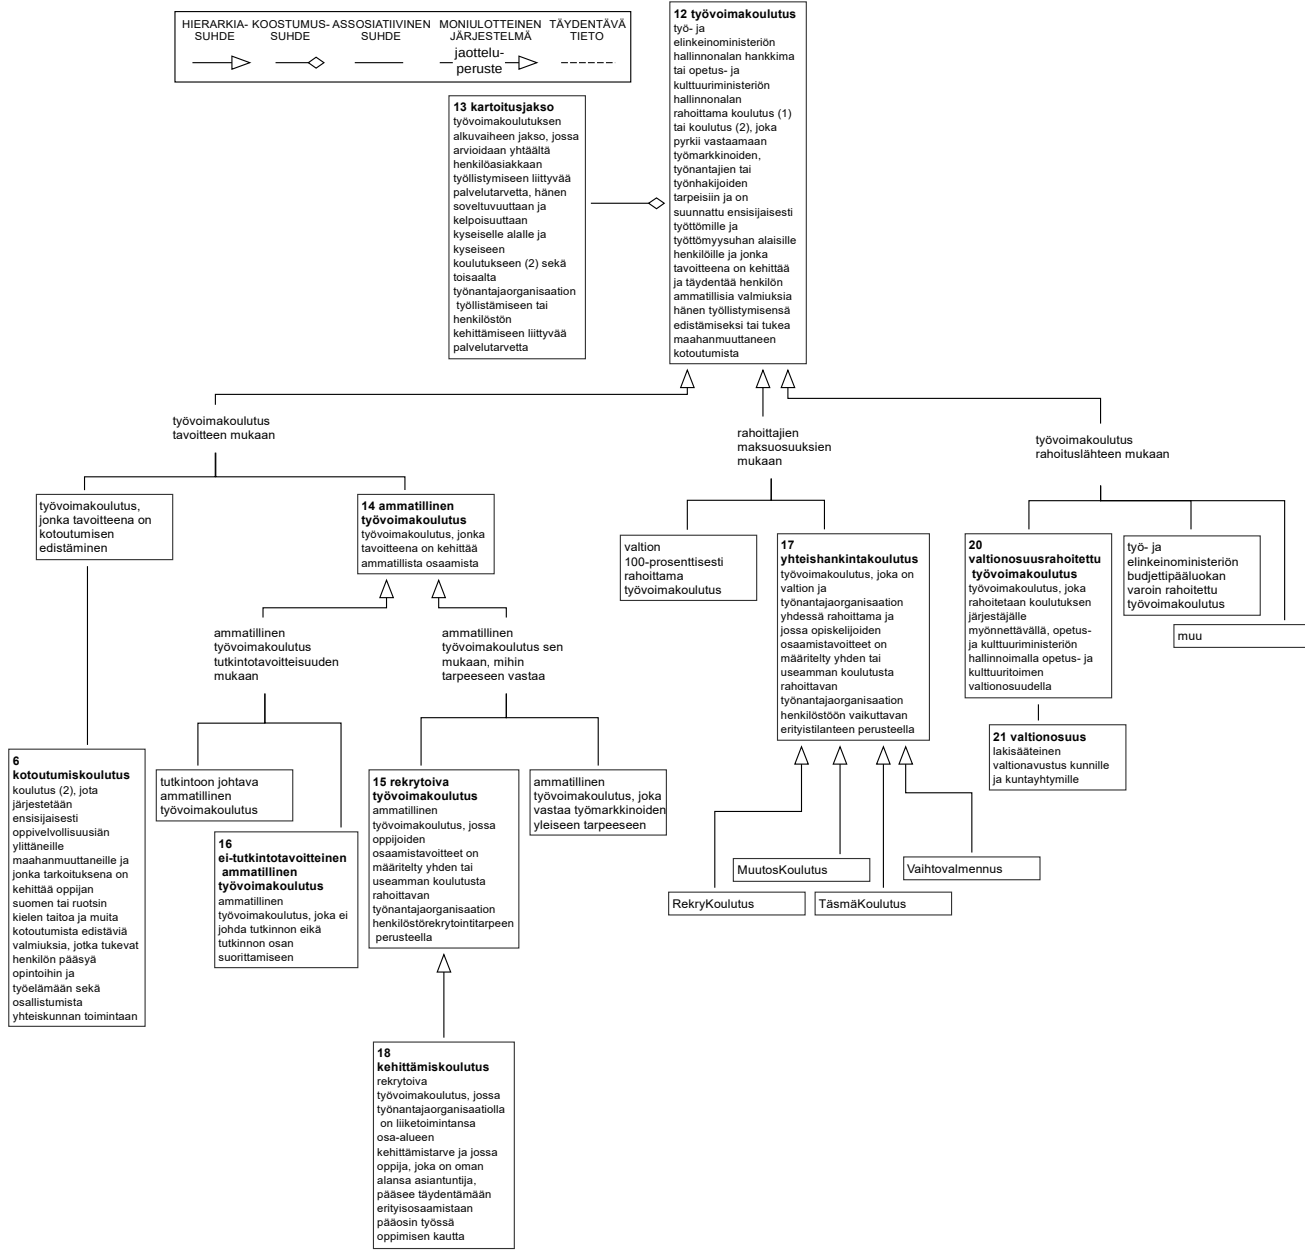 HIERARKIA-
SUHDE
KOOSTUMUS-
SUHDE
ASSOSIATIIVINEN
SUHDE
MONIULOTTEINEN
JÄRJESTELMÄ
jaottelu-
peruste
TÄYDENTÄVÄ
TIETO
12 työvoimakoulutus
työ- ja
elinkeinoministeriön
hallinnonalan hankkima
tai opetus- ja
kulttuuriministeriön
hallinnonalan
rahoittama koulutus (1)
tai koulutus (2), joka
pyrkii vastaamaan
työmarkkinoiden,
työnantajien tai
työnhakijoiden
tarpeisiin ja on
suunnattu ensisijaisesti
työttömille ja
työttömyysuhan alaisille
henkilöille ja jonka
tavoitteena on kehittää
ja täydentää henkilön
ammatillisia valmiuksia
hänen työllistymisensä
edistämiseksi tai tukea
maahanmuuttaneen
kotoutumista
13 kartoitusjakso
työvoimakoulutuksen
alkuvaiheen jakso, jossa
arvioidaan yhtäältä
henkilöasiakkaan
työllistymiseen liittyvää
palvelutarvetta, hänen
soveltuvuuttaan ja
kelpoisuuttaan
kyseiselle alalle ja
kyseiseen
koulutukseen (2) sekä
toisaalta
työnantajaorganisaation
työllistämiseen tai
henkilöstön
kehittämiseen liittyvää
palvelutarvetta
työvoimakoulutus
tavoitteen mukaan
rahoittajien
maksuosuuksien
mukaan
työvoimakoulutus
rahoituslähteen mukaan
työvoimakoulutus,
jonka tavoitteena on
kotoutumisen
edistäminen
14 ammatillinen
työvoimakoulutus
työvoimakoulutus, jonka
tavoitteena on kehittää
ammatillista osaamista
valtion
100-prosenttisesti
rahoittama
työvoimakoulutus
17
yhteishankintakoulutus
työvoimakoulutus, joka on
valtion ja
työnantajaorganisaation
yhdessä rahoittama ja
jossa opiskelijoiden
osaamistavoitteet on
määritelty yhden tai
useamman koulutusta
rahoittavan
työnantajaorganisaation
henkilöstöön vaikuttavan
erityistilanteen perusteella
20
valtionosuusrahoitettu
työvoimakoulutus
työvoimakoulutus, joka
rahoitetaan koulutuksen
järjestäjälle
myönnettävällä, opetus-
ja kulttuuriministeriön
hallinnoimalla opetus- ja
kulttuuritoimen
valtionosuudella
työ- ja
elinkeinoministeriön
budjettipääluokan
varoin rahoitettu
työvoimakoulutus
muu
ammatillinen
työvoimakoulutus
tutkintotavoitteisuuden
mukaan
ammatillinen
työvoimakoulutus sen
mukaan, mihin
tarpeeseen vastaa
21 valtionosuus
lakisääteinen
valtionavustus kunnille
ja kuntayhtymille
6
kotoutumiskoulutus
koulutus (2), jota
järjestetään
ensisijaisesti
oppivelvollisuusiän
ylittäneille
maahanmuuttaneille ja
jonka tarkoituksena on
kehittää oppijan
suomen tai ruotsin
kielen taitoa ja muita
kotoutumista edistäviä
valmiuksia, jotka tukevat
henkilön pääsyä
opintoihin ja
työelämään sekä
osallistumista
yhteiskunnan toimintaan
tutkintoon johtava
ammatillinen
työvoimakoulutus
16
ei-tutkintotavoitteinen
ammatillinen
työvoimakoulutus
ammatillinen
työvoimakoulutus, joka ei
johda tutkinnon eikä
tutkinnon osan
suorittamiseen
15 rekrytoiva
työvoimakoulutus
ammatillinen
työvoimakoulutus, jossa
oppijoiden
osaamistavoitteet on
määritelty yhden tai
useamman koulutusta
rahoittavan
työnantajaorganisaation
henkilöstörekrytointitarpeen
perusteella
ammatillinen
työvoimakoulutus, joka
vastaa työmarkkinoiden
yleiseen tarpeeseen
MuutosKoulutus
Vaihtovalmennus
RekryKoulutus
TäsmäKoulutus
18
kehittämiskoulutus
rekrytoiva
työvoimakoulutus, jossa
työnantajaorganisaatiolla
on liiketoimintansa
osa-alueen
kehittämistarve ja jossa
oppija, joka on oman
alansa asiantuntija,
pääsee täydentämään
erityisosaamistaan
pääosin työssä
oppimisen kautta